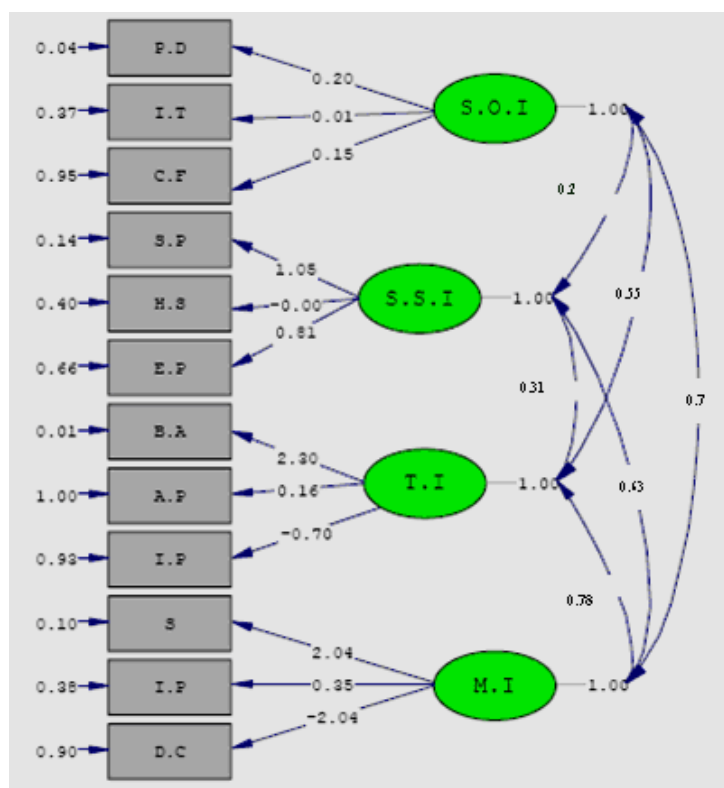 0.04 P.D 0.20 S.O.I 1.00
0.37 I.T 0.01
0.95 C.F 0.15
0.2
0.14 S.P 1.05 S.S.I 1.00
0.40 H.S -0.00
0.66 E.P 0.81
0.55
0.31
0.7
0.01 B.A 2.30 T.I 1.00
1.00 A.P 0.16
0.93 I.P -0.70
0.63
0.78
0.10 S 2.04 M.I 1.00
0.38 I.P 0.35
0.90 D.C -2.04